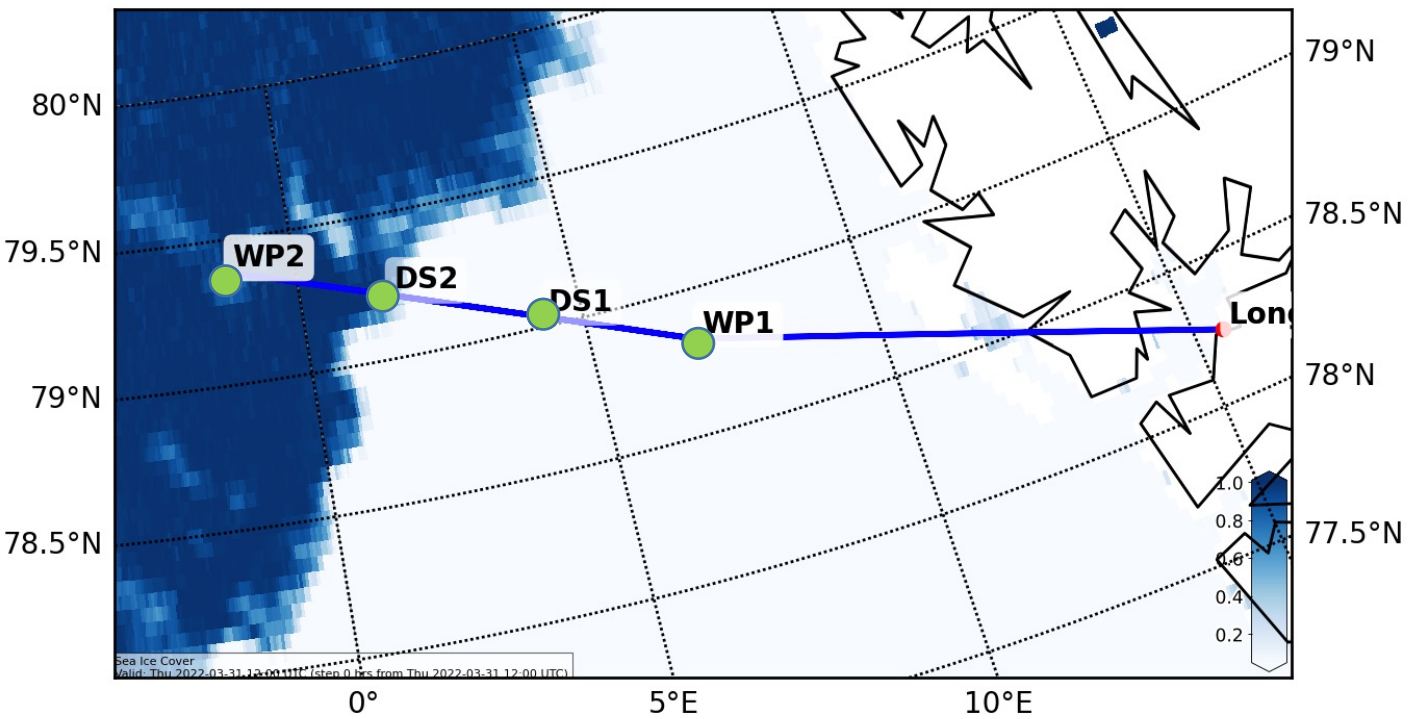 79°N
80°N
78.5°N
79.5°N
WP2
DS2
DS1
WP1
Lon
79°N
78°N
1.0
0.8
78.5°N
77.5°N
0.6
0.4
0.2
Sea Ice Cover
Valid: Thu 2022-03-31 12:00 UTC (step 0 hrs from Thu 2022-03-31 12:00 UTC)
0°
5°E
10°E